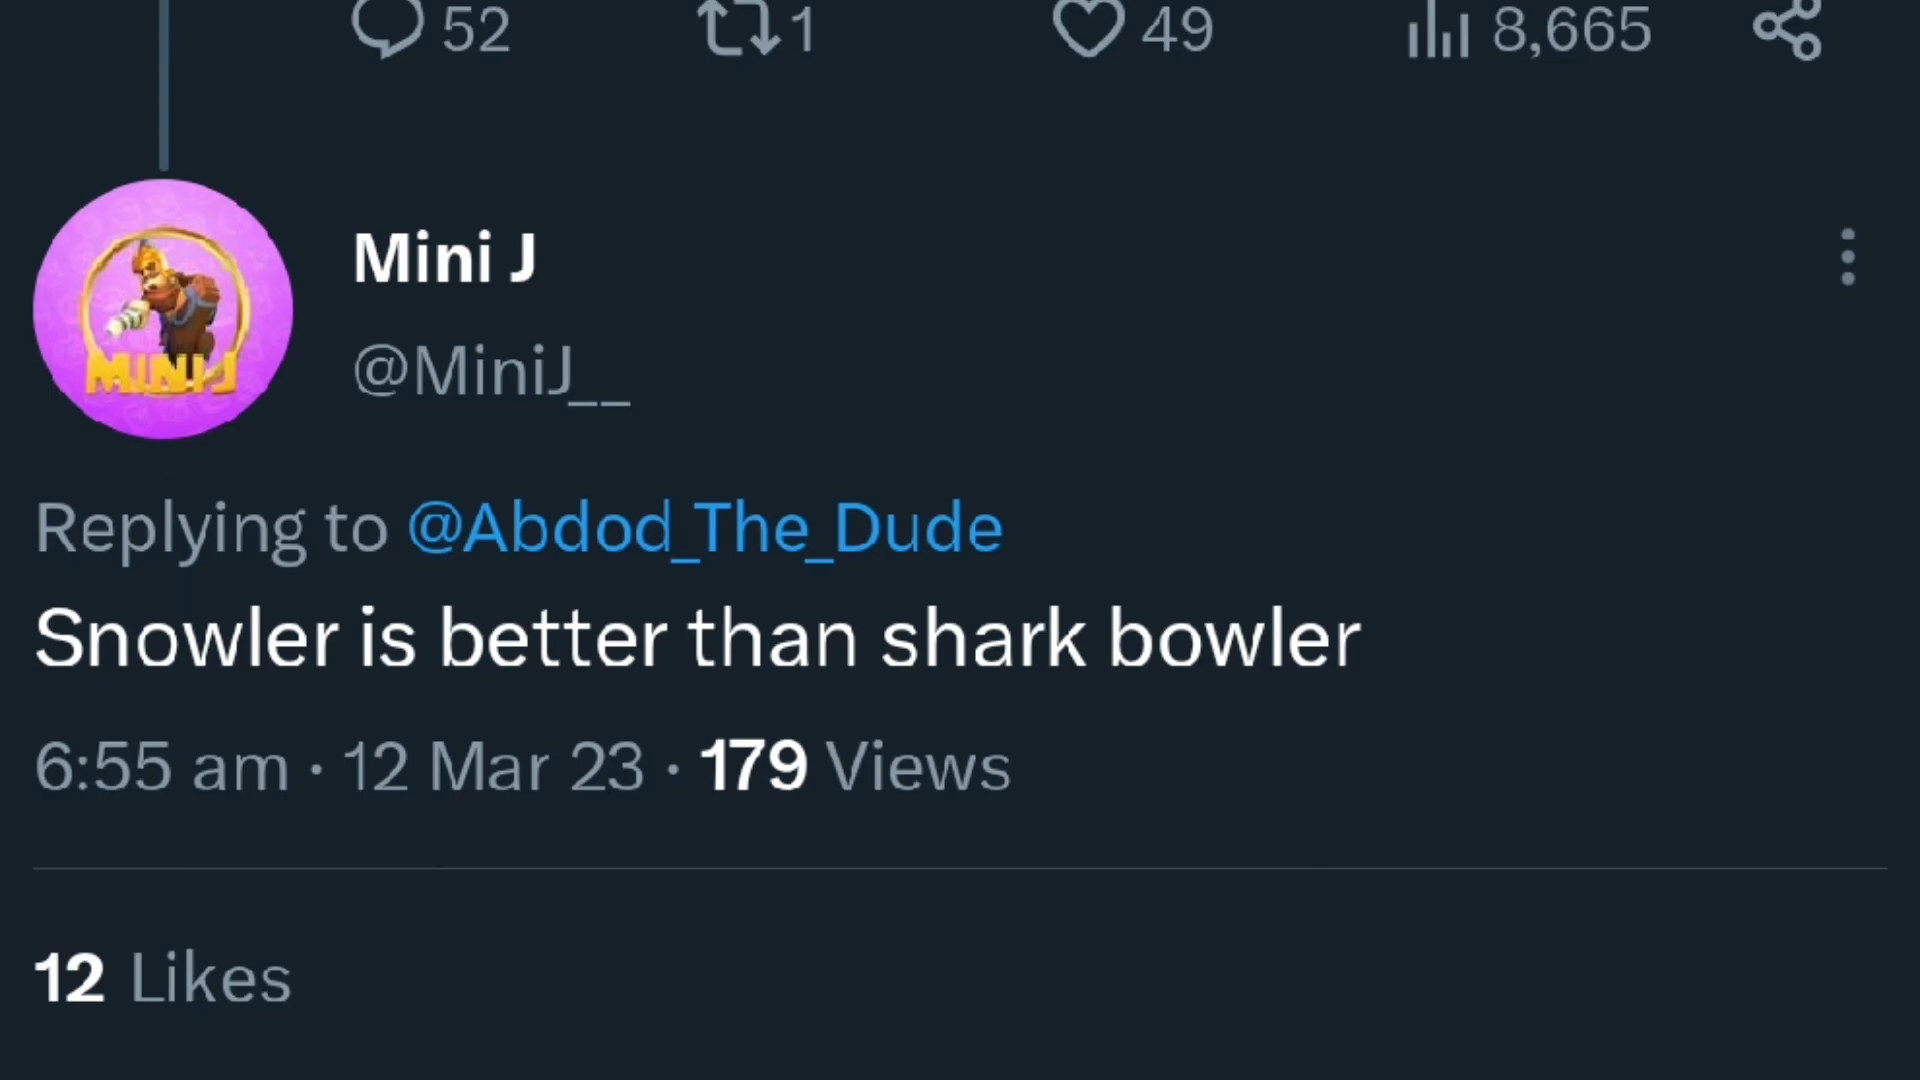 52 1 49 8,665
Mini J
@MiniJ__
MINI J
Replying to @Abdod_The_Dude
Snowler is better than shark bowler
6:55 am · 12 Mar 23 · 179 Views
12 Likes